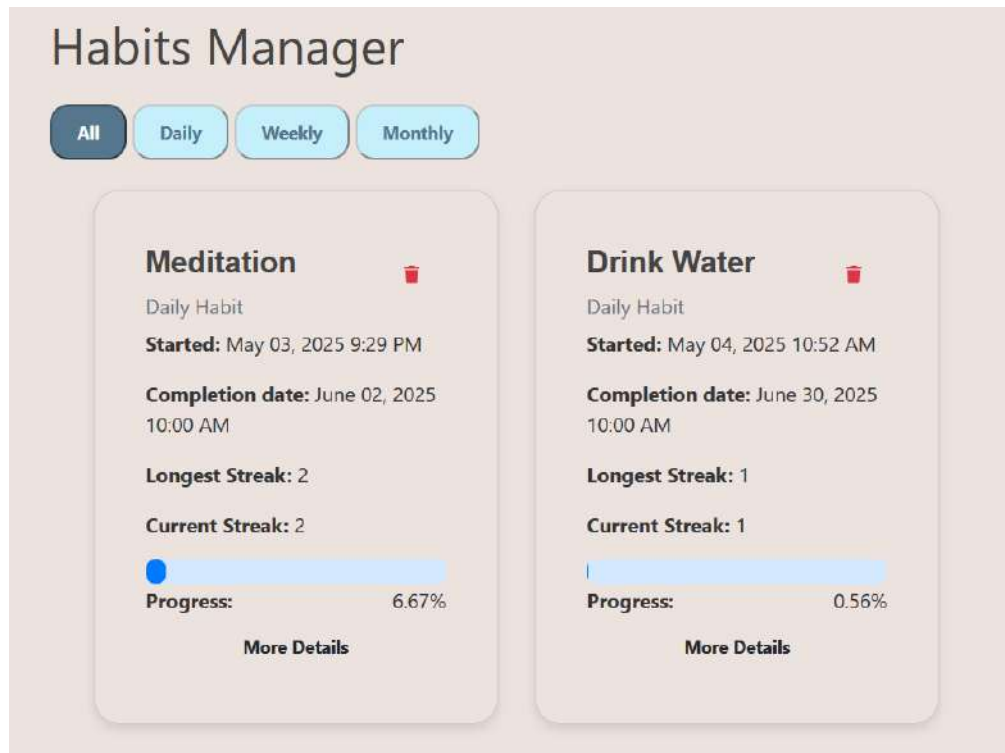 Habits Manager
All Daily Weekly Monthly
Meditation
Daily Habit
Started: May 03, 2025 9:29 PM
Completion date: June 02, 2025
10:00 AM
Longest Streak: 2
Current Streak: 2
Progress: 6.67%
More Details
Drink Water
Daily Habit
Started: May 04, 2025 10:52 AM
Completion date: June 30, 2025
10:00 AM
Longest Streak: 1
Current Streak: 1
Progress: 0.56%
More Details